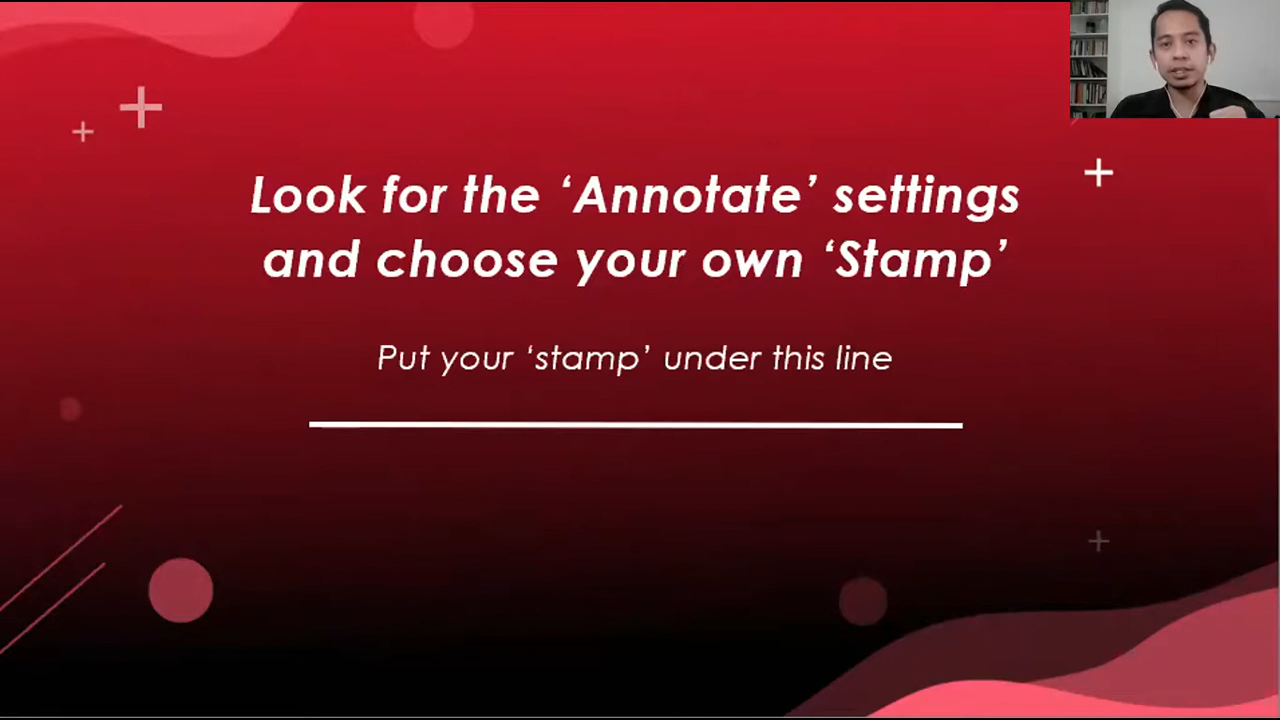 Look for the ‘Annotate’ settings
and choose your own ‘Stamp’
Put your ‘stamp’ under this line